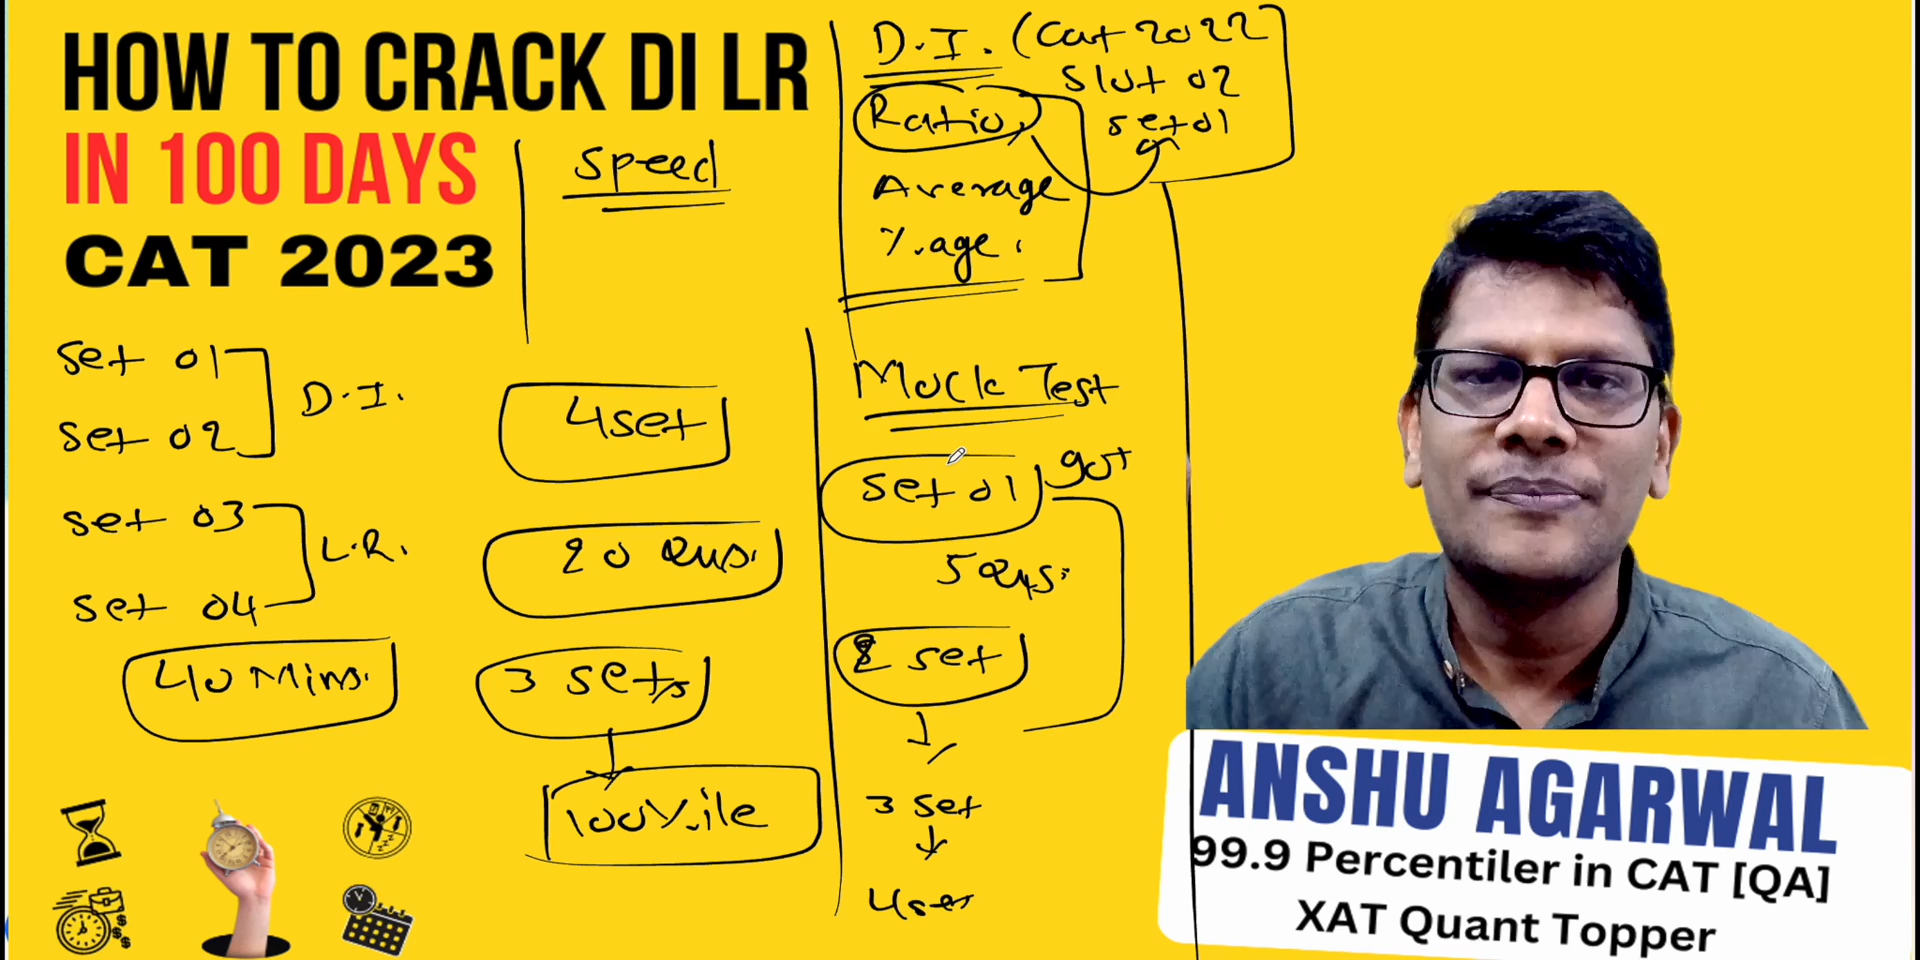 HOW TO CRACK DI LR
IN 100 DAYS
CAT 2023
Speed
D.I. (Cat 2022
Slot 02
set 01
Ratio,
Average
%.age.
set 01
set 02
D.I.
set 03
set 04
L.R.
40 Mins.
4 set
20 Qus.
3 sets
100%ile
Mock Test
set 01
got
5 Qus.
2 set
3 set
4 set
ANSHU AGARWAL
99.9 Percentiler in CAT [QA]
XAT Quant Topper